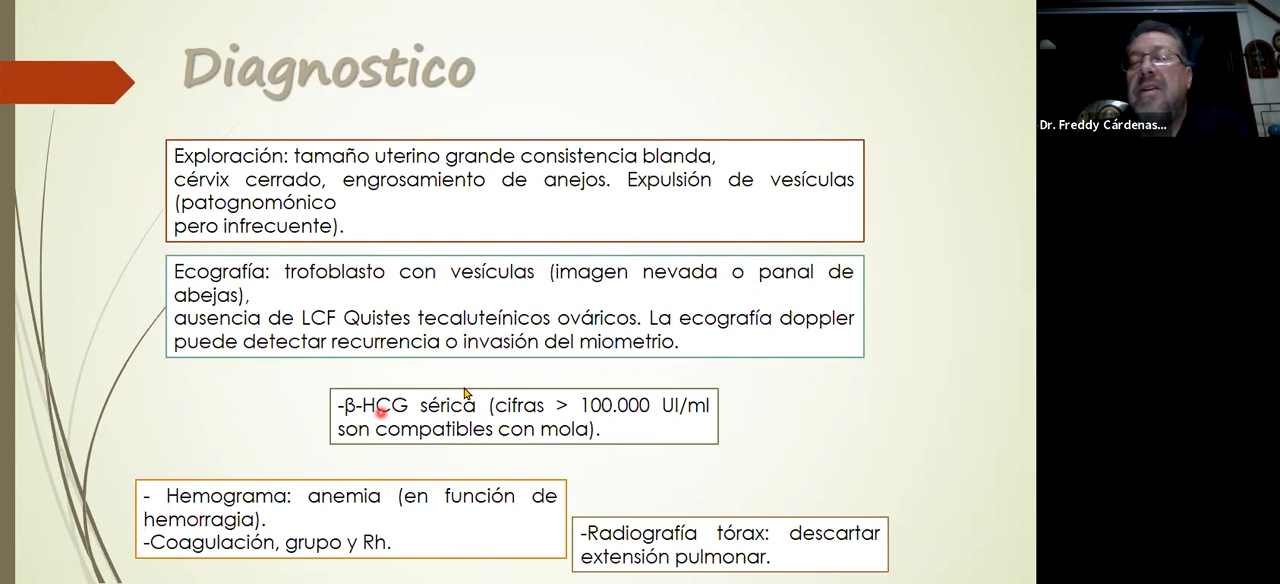 Diagnostico
Dr. Freddy Cárdenas...
Exploración: tamaño uterino grande consistencia blanda,
cérvix cerrado, engrosamiento de anejos. Expulsión de vesículas
(patognomónico
pero infrecuente).
Ecografía: trofoblasto con vesículas (imagen nevada o panal de
abejas),
ausencia de LCF Quistes tecaluteínicos ováricos. La ecografía doppler
puede detectar recurrencia o invasión del miometrio.
-β-HCG sérica (cifras > 100.000 UI/ml
son compatibles con mola).
- Hemograma: anemia (en función de
hemorragia).
-Coagulación, grupo y Rh.
-Radiografía tórax: descartar
extensión pulmonar.